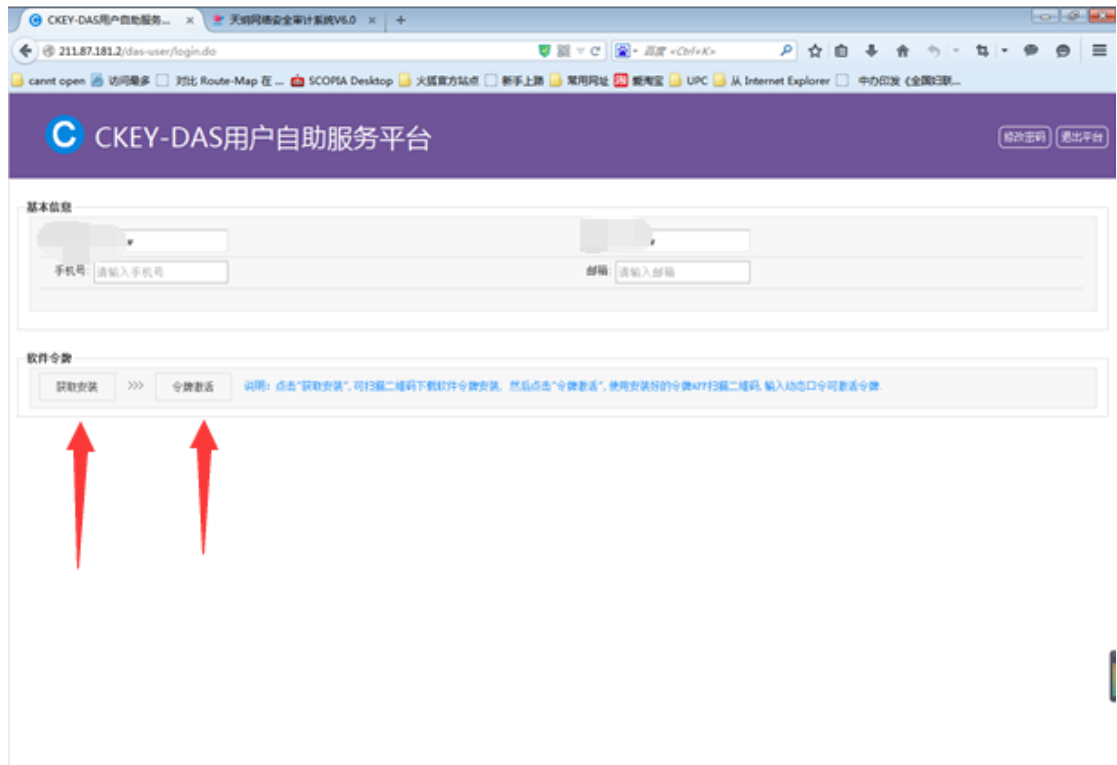 CKEY-DAS用户自助服务... × 天玥网络安全审计系统V6.0 × +
211.87.181.2/das-user/login.do 百度 <Ctrl+K>
cannt open 访问最多 对比 Route-Map 在 ... SCOPIA Desktop 火狐官方站点 新手上路 常用网址 爱淘宝 UPC 从 Internet Explorer 中办印发《全国妇联...
CKEY-DAS用户自助服务平台
修改密码 退出平台
基本信息
手机号: 请输入手机号 邮箱: 请输入邮箱
软件令牌
获取安装 >>> 令牌激活 说明：点击"获取安装", 可扫描二维码下载软件令牌安装, 然后点击"令牌激活", 使用安装好的令牌APP扫描二维码, 输入动态口令可激活令牌